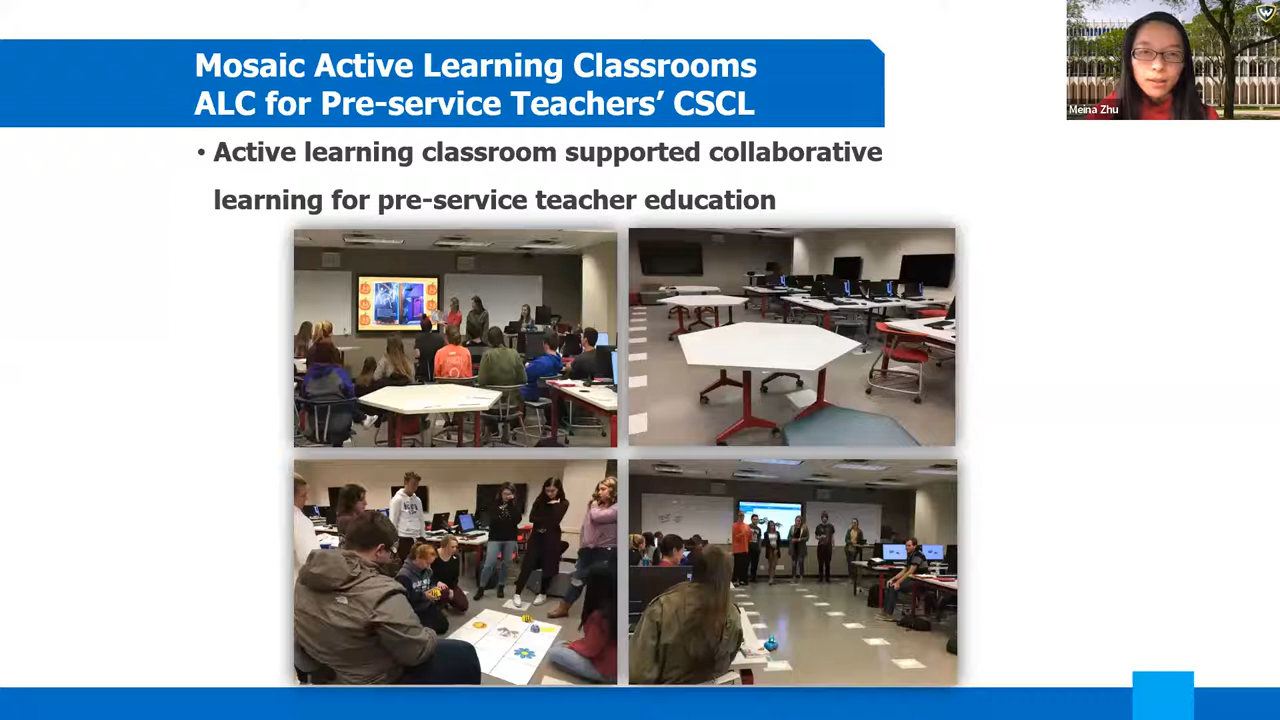 Mosaic Active Learning Classrooms
ALC for Pre-service Teachers’ CSCL
• Active learning classroom supported collaborative
learning for pre-service teacher education
Meina Zhu
W